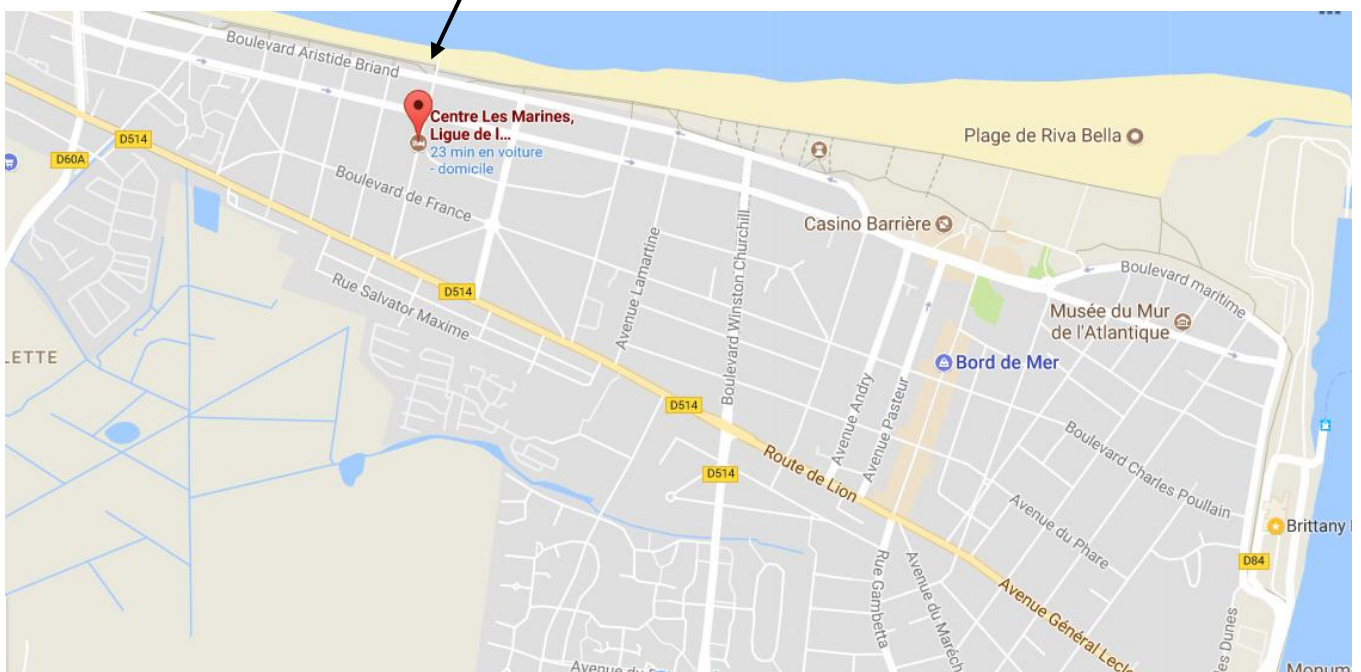 Boulevard Aristide Briand
Centre Les Marines,
Ligue de l...
23 min en voiture
- domicile
Plage de Riva Bella
D514
D60A
Boulevard de France
Casino Barrière
Boulevard maritime
Avenue Lamartine
Boulevard Winston Churchill
D514
Rue Salvator Maxime
Musée du Mur
de l'Atlantique
LETTE
Bord de Mer
Avenue Andry
Avenue Pasteur
D514
Boulevard Charles Poullain
Route de Lion
D514
Avenue du Phare
Brittany
D84
Rue Gambetta
Avenue du Maréch
Avenue Général Lecle
es Dunes
Avenue du
Monum